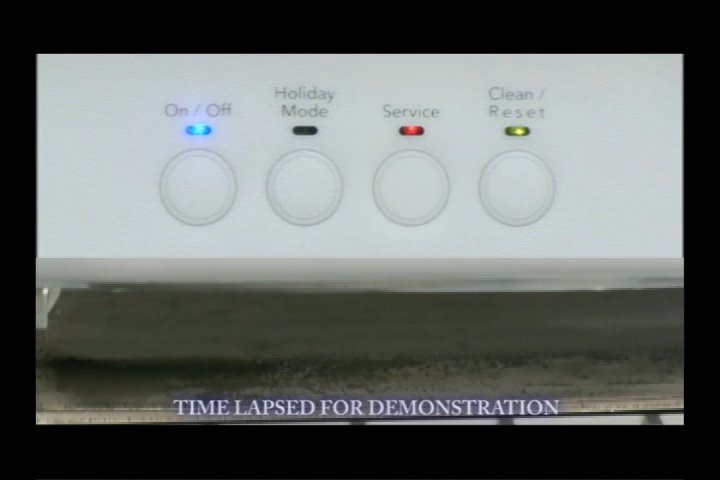 On / Off
Holiday
Mode
Service
Clean /
Reset
TIME LAPSED FOR DEMONSTRATION